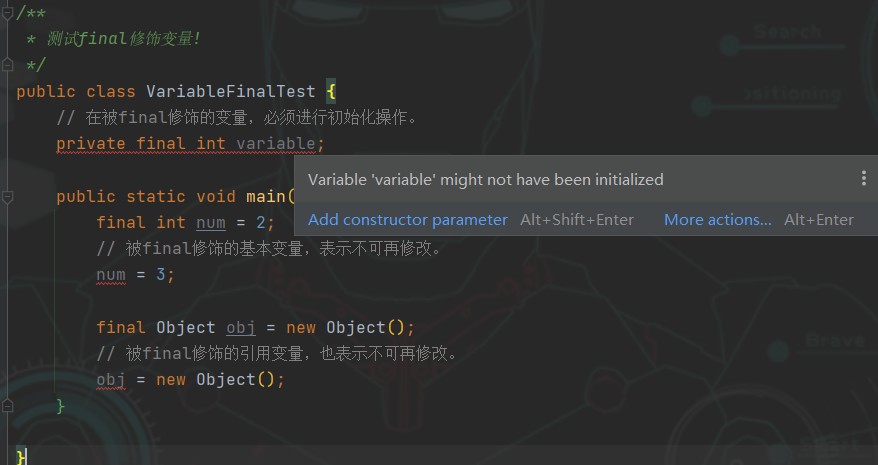 /**
* 测试final修饰变量!
*/
public class VariableFinalTest {
// 在被final修饰的变量，必须进行初始化操作。
private final int variable;
Variable 'variable' might not have been initialized
public static void main(
Add constructor parameter Alt+Shift+Enter More actions... Alt+Enter
final int num = 2;
// 被final修饰的基本变量，表示不可再修改。
num = 3;
final Object obj = new Object();
// 被final修饰的引用变量，也表示不可再修改。
obj = new Object();
}
}
Search
Brave